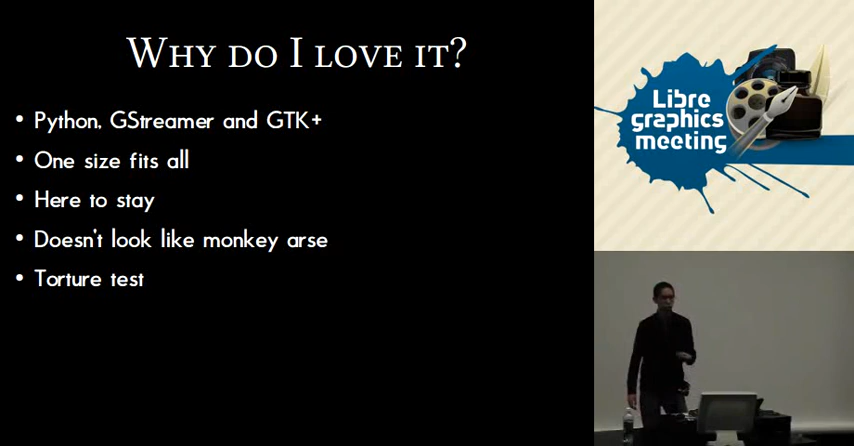 Why do I love it?
• Python, GStreamer and GTK+
• One size fits all
• Here to stay
• Doesn't look like monkey arse
• Torture test
Libre
graphics
meeting